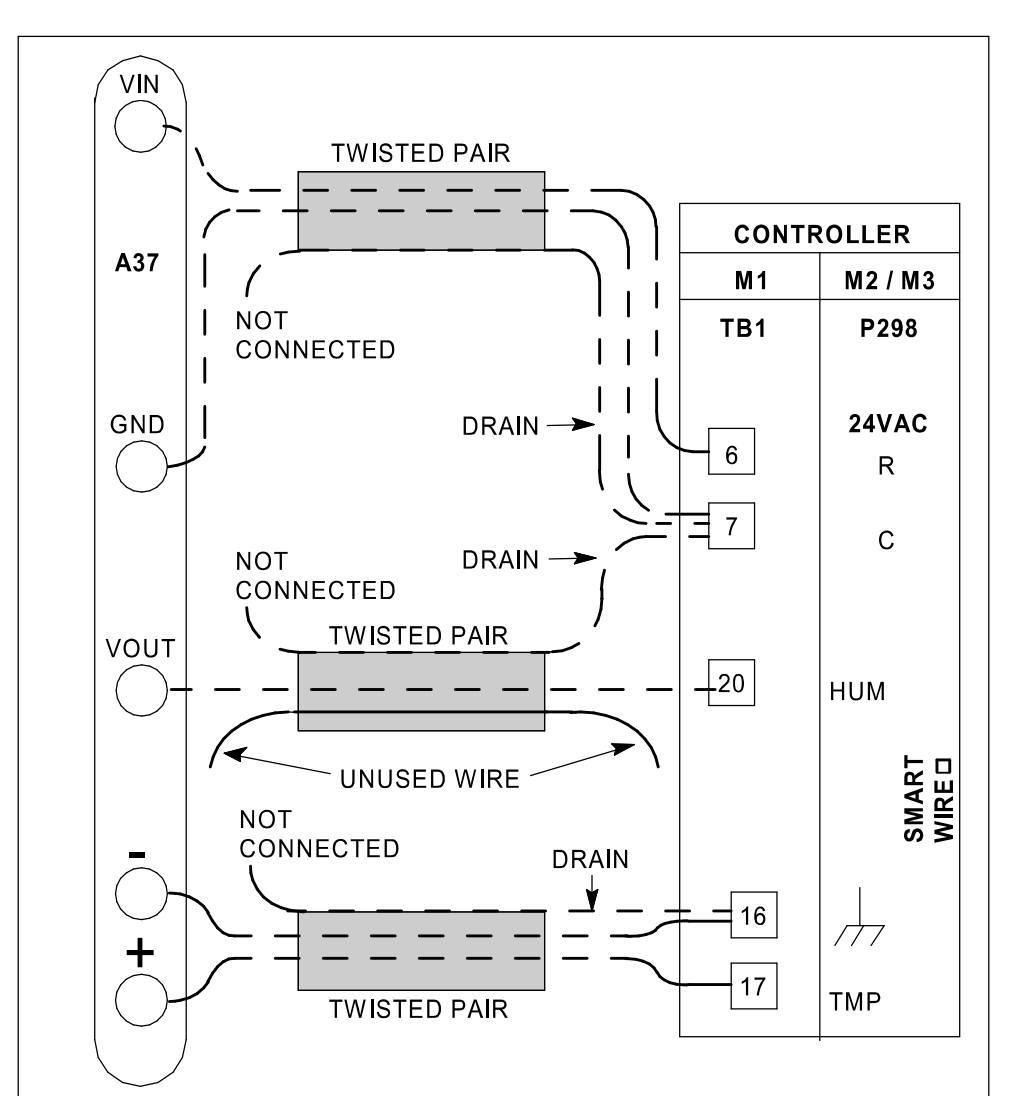 VIN
TWISTED PAIR
CONTROLLER
M1
M2 / M3
A37
TB1
P298
NOT
CONNECTED
GND
DRAIN
24VAC
6
R
7
C
DRAIN
NOT
CONNECTED
TWISTED PAIR
VOUT
20
HUM
UNUSED WIRE
SMART
WIRE
NOT
CONNECTED
DRAIN
-
16
+
17
TMP
TWISTED PAIR